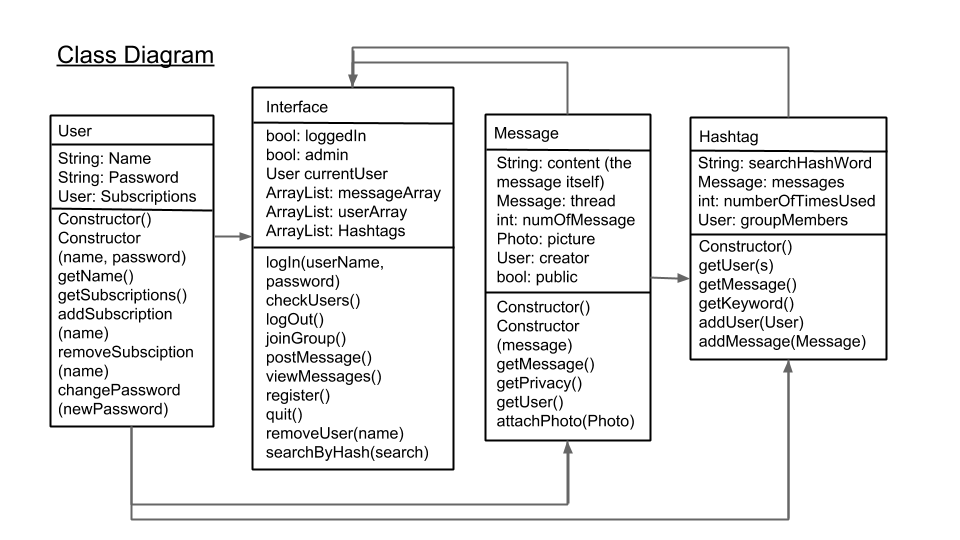 Class Diagram
User
String: Name
String: Password
User: Subscriptions
Constructor()
Constructor
(name, password)
getName()
getSubscriptions()
addSubscription
(name)
removeSubsciption
(name)
changePassword
(newPassword)
Interface
bool: loggedIn
bool: admin
User currentUser
ArrayList: messageArray
ArrayList: userArray
ArrayList: Hashtags
logIn(userName,
password)
checkUsers()
logOut()
joinGroup()
postMessage()
viewMessages()
register()
quit()
removeUser(name)
searchByHash(search)
Message
String: content (the
message itself)
Message: thread
int: numOfMessage
Photo: picture
User: creator
bool: public
Constructor()
Constructor
(message)
getMessage()
getPrivacy()
getUser()
attachPhoto(Photo)
Hashtag
String: searchHashWord
Message: messages
int: numberOfTimesUsed
User: groupMembers
Constructor()
getUser(s)
getMessage()
getKeyword()
addUser(User)
addMessage(Message)